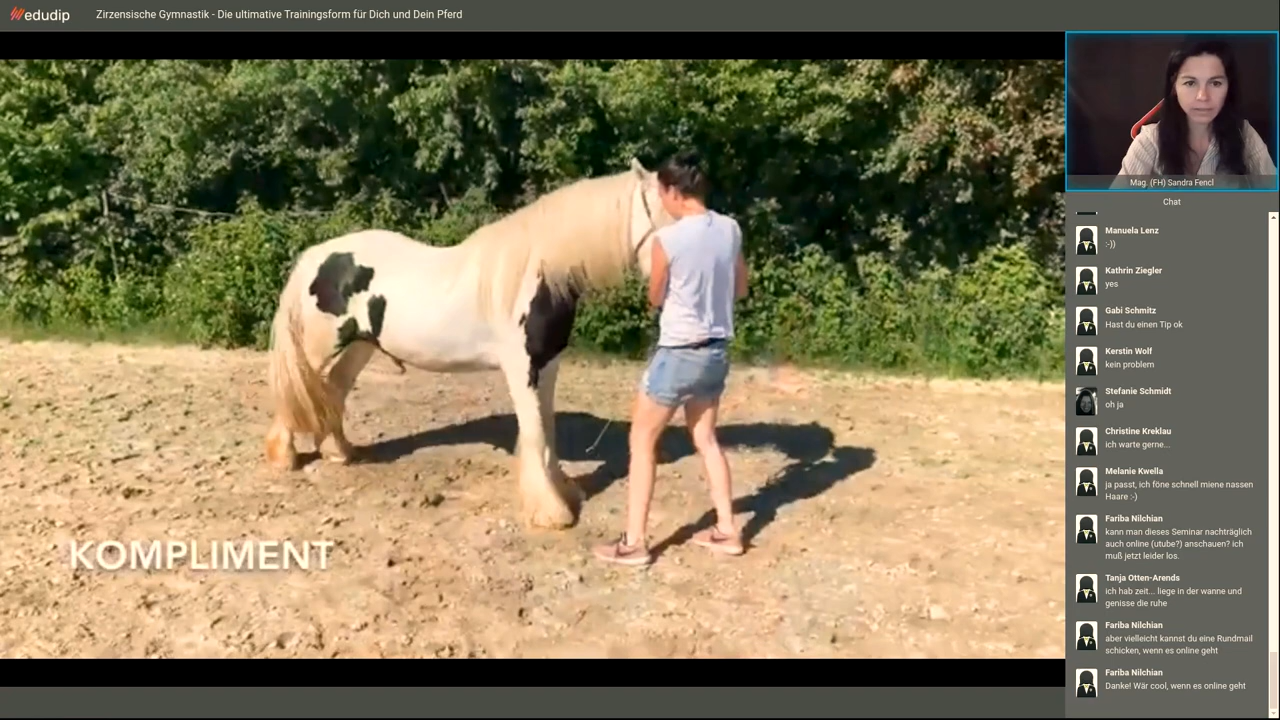 edudip
Zirzensische Gymnastik - Die ultimative Trainingsform für Dich und Dein Pferd
KOMPLIMENT
Mag. (FH) Sandra Fencl
Chat
Manuela Lenz
:-))
Kathrin Ziegler
yes
Gabi Schmitz
Hast du einen Tip ok
Kerstin Wolf
kein problem
Stefanie Schmidt
oh ja
Christine Kreklau
ich warte gerne...
Melanie Kwella
ja passt, ich föne schnell miene nassen
Haare :-)
Fariba Nilchian
kann man dieses Seminar nachträglich
auch online (utube?) anschauen? ich
muß jetzt leider los.
Tanja Otten-Arends
ich hab zeit... liege in der wanne und
genisse die ruhe
Fariba Nilchian
aber vielleicht kannst du eine Rundmail
schicken, wenn es online geht
Fariba Nilchian
Danke! Wär cool, wenn es online geht